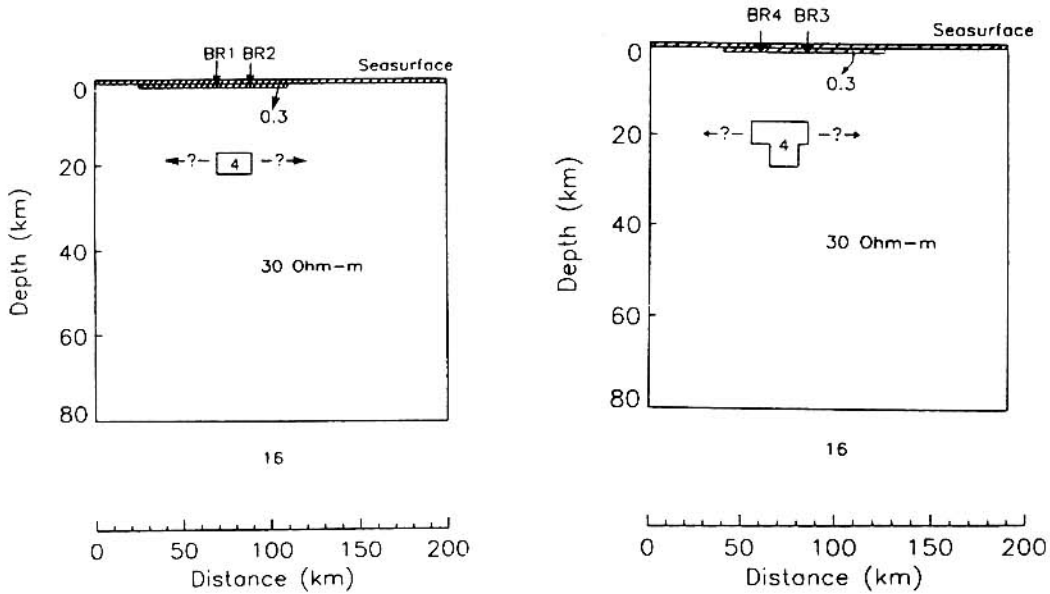 BR1 BR2
Seasurface
0
0.3
←?– 4 –?→
20
40
30 Ohm-m
60
80
Depth (km)
16
0 50 100 150 200
Distance (km)
BR4 BR3
Seasurface
0
0.3
←?– 4 –?→
20
40
30 Ohm-m
60
80
Depth (km)
16
0 50 100 150 200
Distance (km)